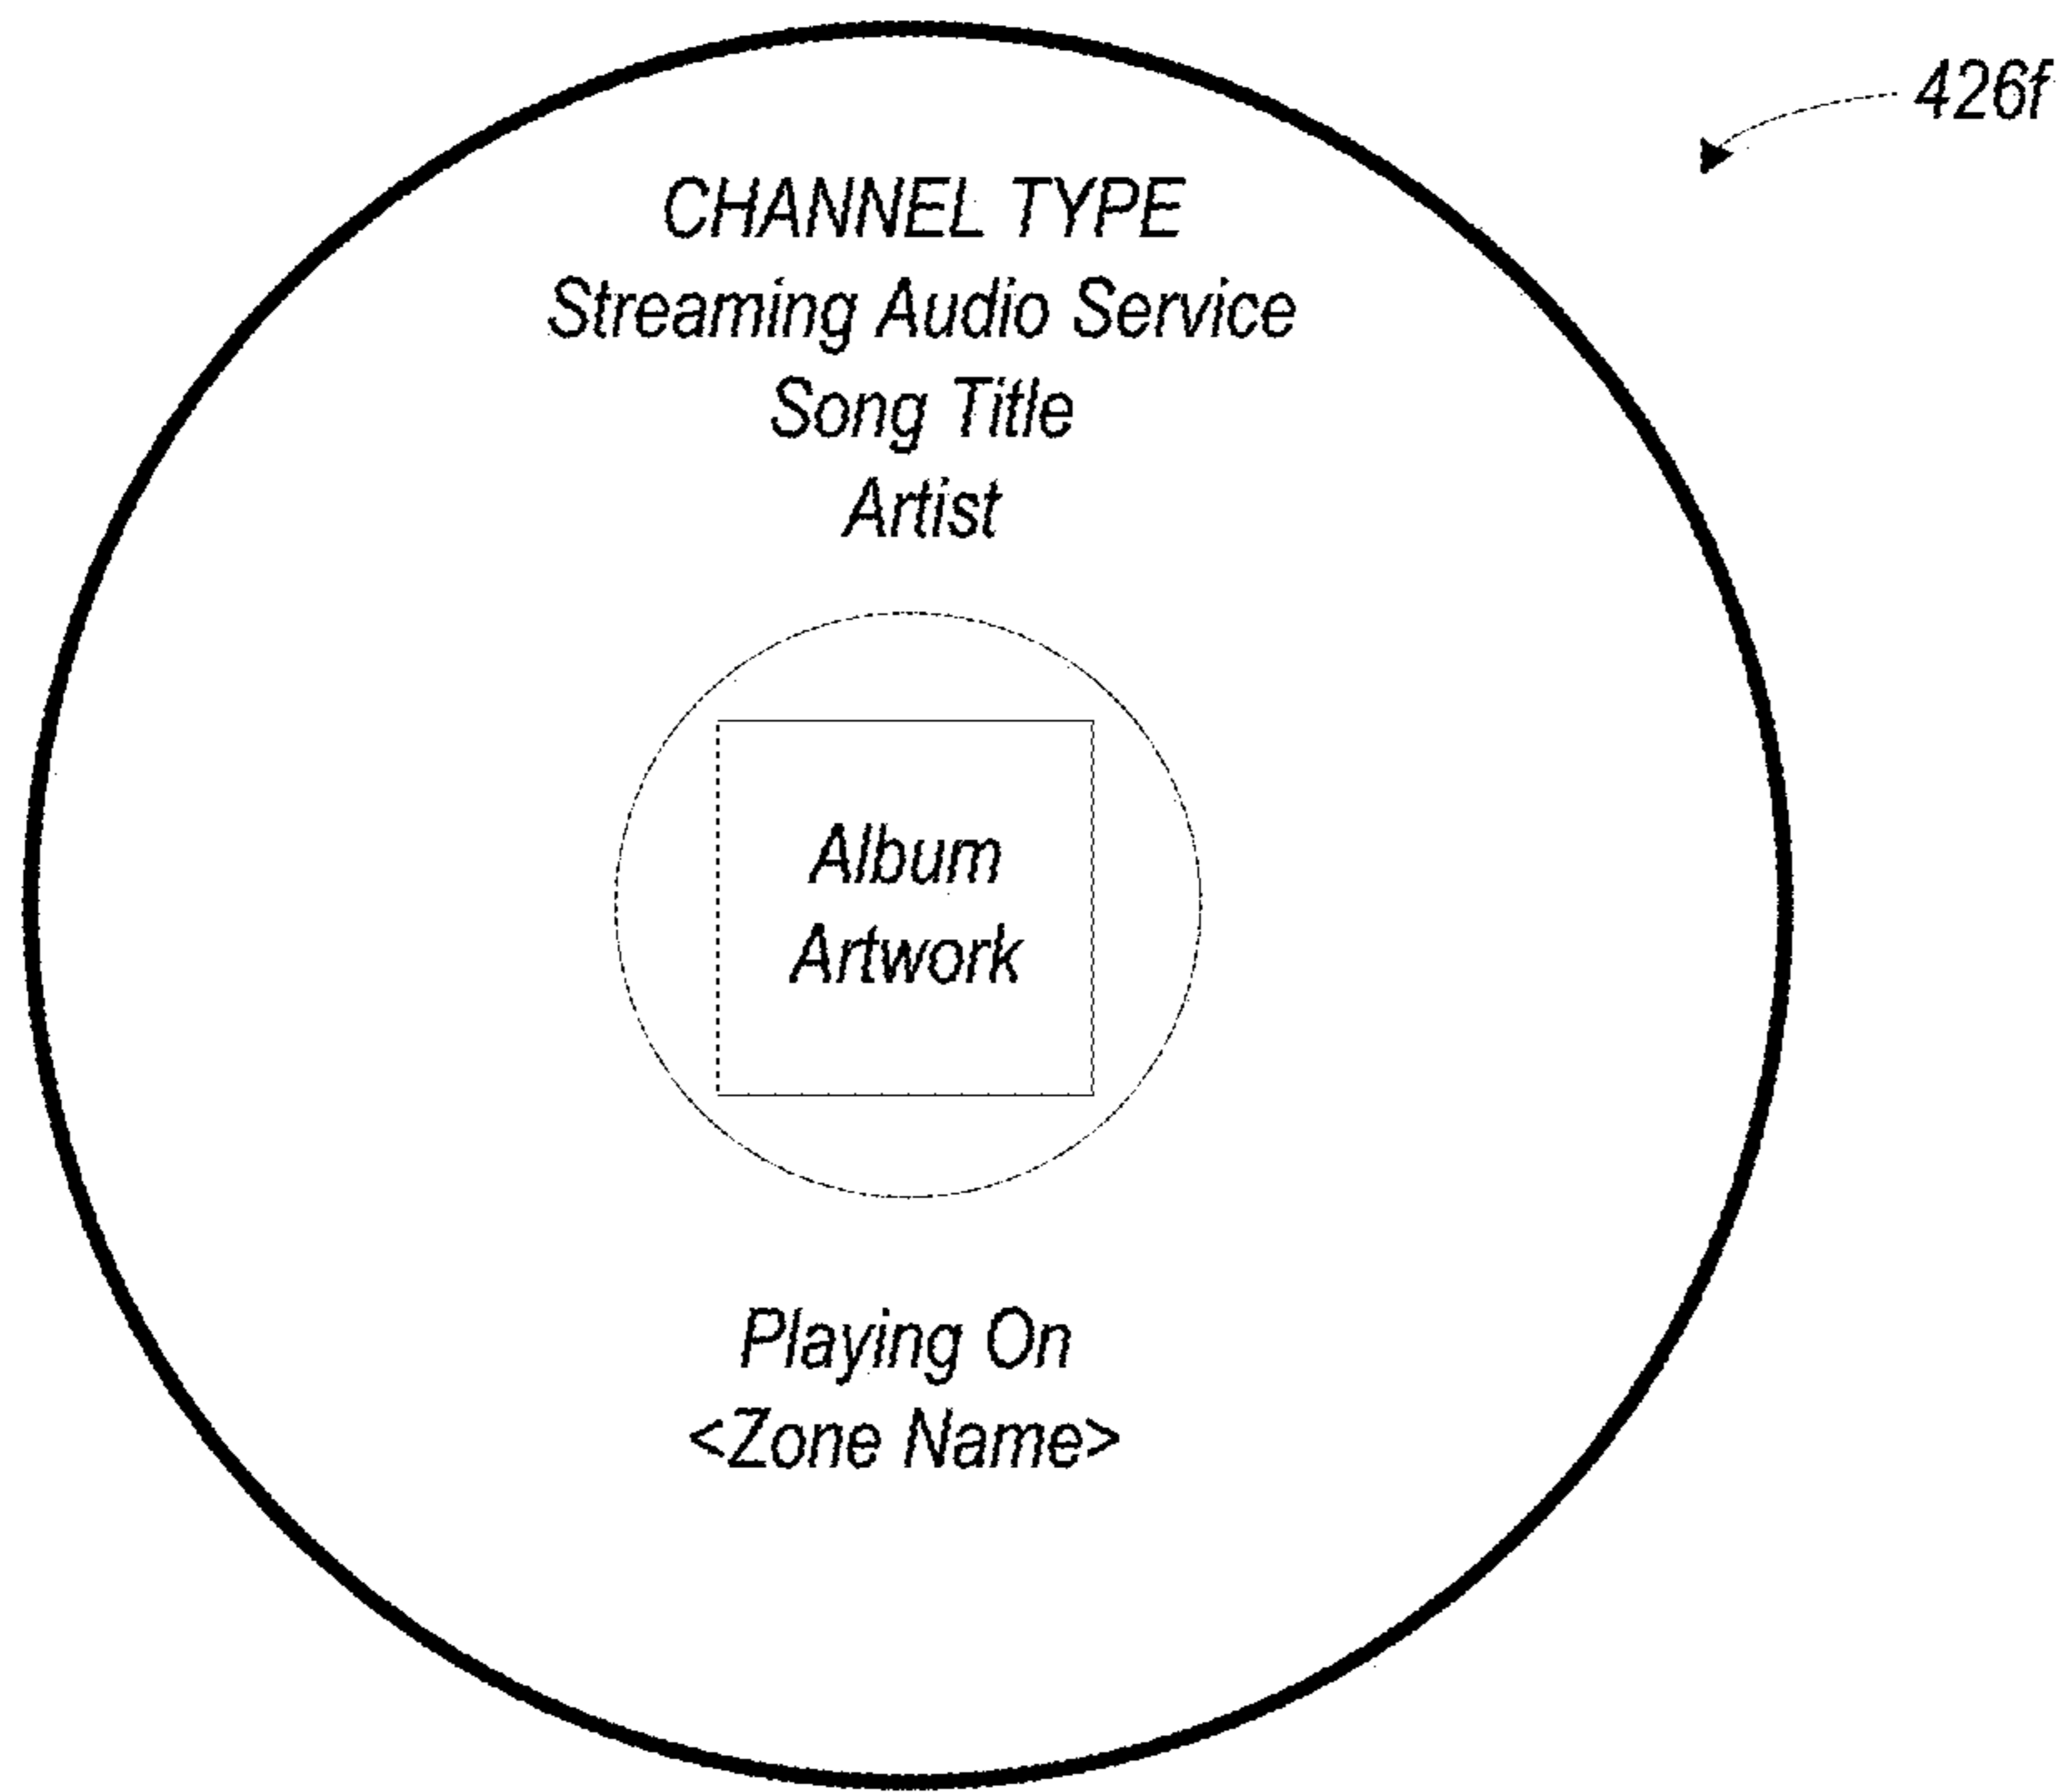 426f
CHANNEL TYPE
Streaming Audio Service
Song Title
Artist
Album
Artwork
Playing On
<Zone Name>